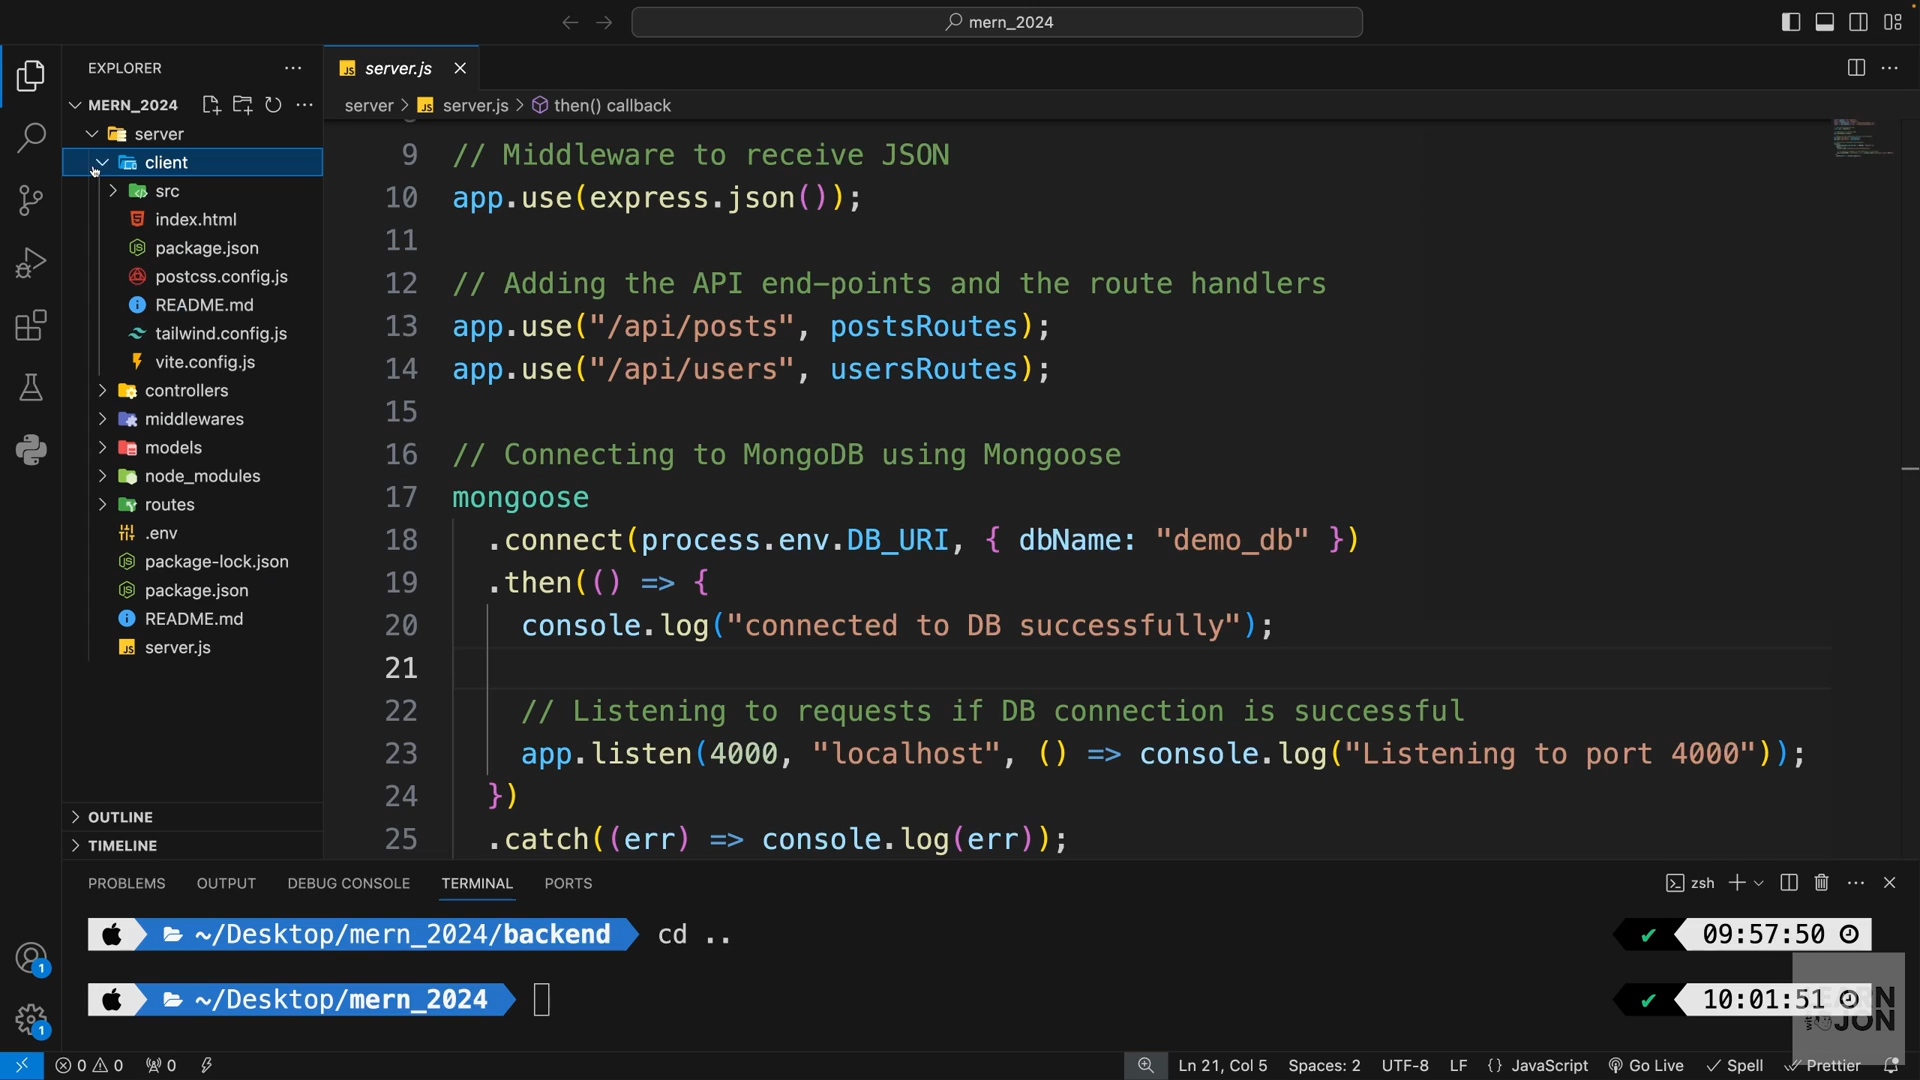 mern_2024
EXPLORER
server.js
MERN_2024
server > server.js > then() callback
server
client
src
index.html
package.json
postcss.config.js
README.md
tailwind.config.js
vite.config.js
controllers
middlewares
models
node_modules
routes
.env
package-lock.json
package.json
README.md
server.js
OUTLINE
TIMELINE
9 // Middleware to receive JSON
10 app.use(express.json());
11
12 // Adding the API end-points and the route handlers
13 app.use("/api/posts", postsRoutes);
14 app.use("/api/users", usersRoutes);
15
16 // Connecting to MongoDB using Mongoose
17 mongoose
18 .connect(process.env.DB_URI, { dbName: "demo_db" })
19 .then(() => {
20 console.log("connected to DB successfully");
21
22 // Listening to requests if DB connection is successful
23 app.listen(4000, "localhost", () => console.log("Listening to port 4000"));
24 })
25 .catch((err) => console.log(err));
PROBLEMS OUTPUT DEBUG CONSOLE TERMINAL PORTS
zsh
~/Desktop/mern_2024/backend cd .. ✔ 09:57:50
~/Desktop/mern_2024 ✔ 10:01:51
JON
1
1
0 0 0 Ln 21, Col 5 Spaces: 2 UTF-8 LF {} JavaScript Go Live Spell Prettier